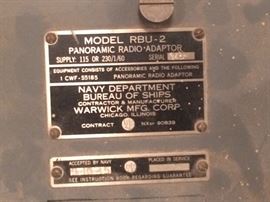 MODEL RBU-2
PANORAMIC RADIO ADAPTOR
SUPPLY: 115 OR 230/1/60 SERIAL
EQUIPMENT CONSISTS OF ACCESSORIES AND THE FOLLOWING
1 CWF-55185 PANORAMIC RADIO ADAPTOR
NAVY DEPARTMENT
BUREAU OF SHIPS
CONTRACTOR & MANUFACTURER
WARWICK MFG. CORP.
CHICAGO, ILLINOIS
CONTRACT NXsr 90839
ACCEPTED BY NAVY PLACED IN SERVICE
SEE INSTRUCTION BOOK REGARDING GUARANTEE